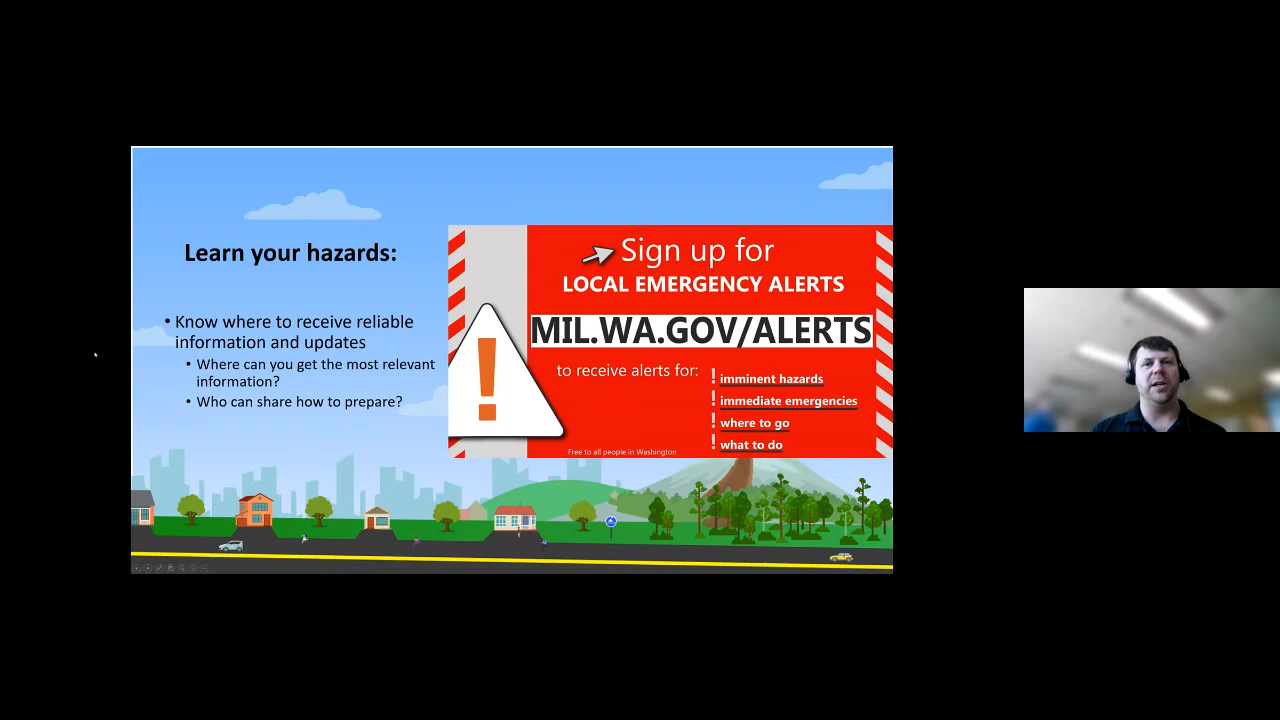 Learn your hazards:
• Know where to receive reliable
information and updates
• Where can you get the most relevant
information?
• Who can share how to prepare?
Sign up for
LOCAL EMERGENCY ALERTS
MIL.WA.GOV/ALERTS
to receive alerts for:
! imminent hazards
! immediate emergencies
! where to go
! what to do
Free to all people in Washington